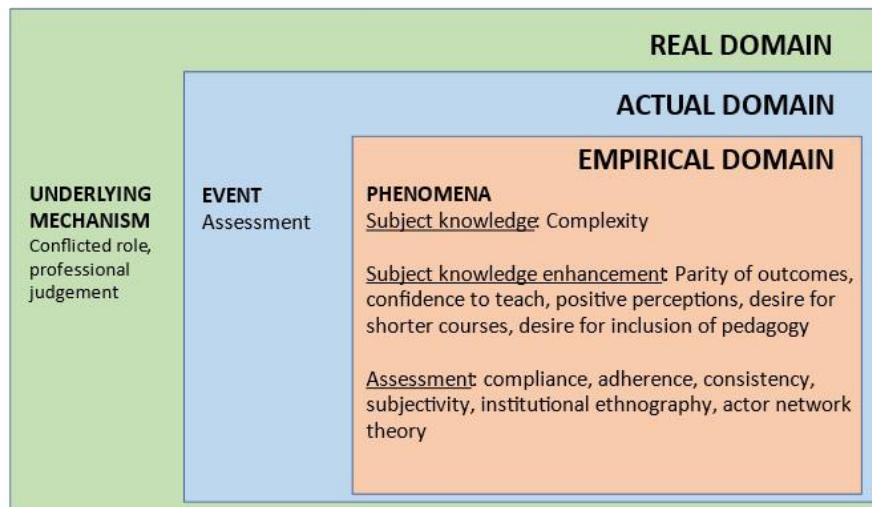 REAL DOMAIN
ACTUAL DOMAIN
EMPIRICAL DOMAIN
UNDERLYING
MECHANISM
Conflicted role,
professional
judgement
EVENT
Assessment
PHENOMENA
Subject knowledge: Complexity
Subject knowledge enhancement: Parity of outcomes,
confidence to teach, positive perceptions, desire for
shorter courses, desire for inclusion of pedagogy
Assessment: compliance, adherence, consistency,
subjectivity, institutional ethnography, actor network
theory